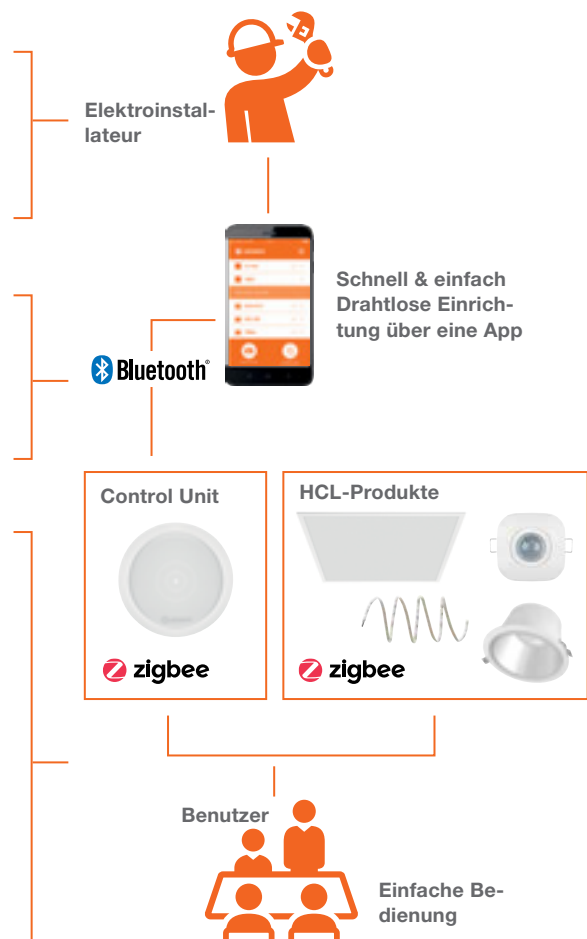 Elektroinstal-
lateur
Schnell & einfach
Drahtlose Einrich-
tung über eine App
Bluetooth®
Control Unit
HCL-Produkte
zigbee
zigbee
Benutzer
Einfache Be-
dienung